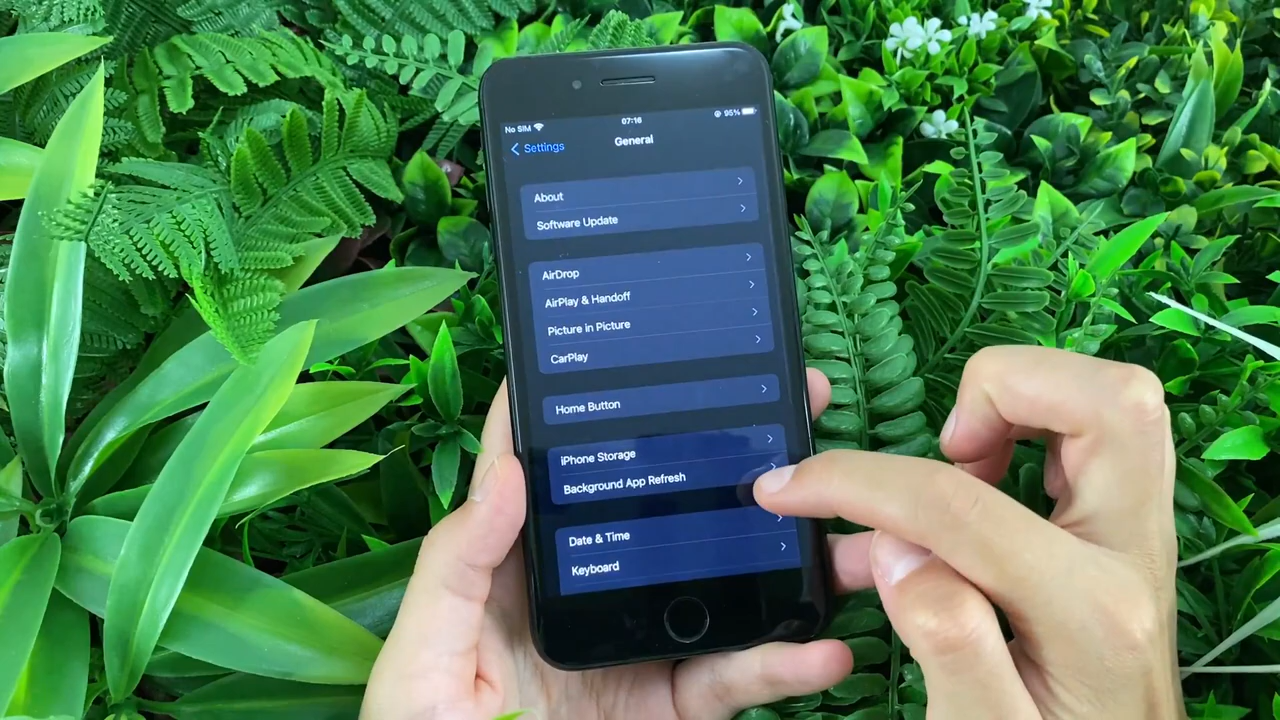 No SIM 07:16 95%
Settings General
About
Software Update
AirDrop
AirPlay & Handoff
Picture in Picture
CarPlay
Home Button
iPhone Storage
Background App Refresh
Date & Time
Keyboard